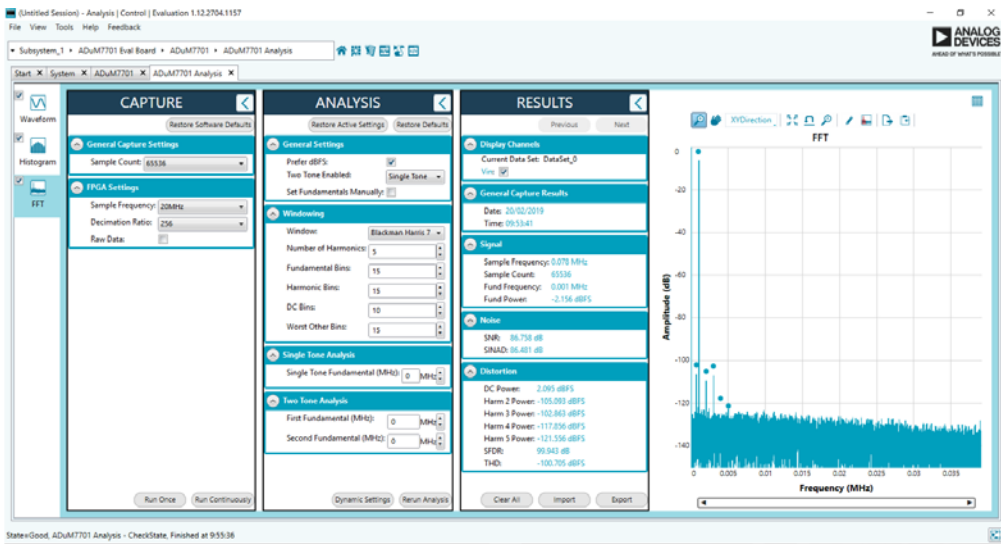 (Untitled Session) - Analysis | Control | Evaluation 1.12.2704.1157
File View Tools Help Feedback
Subsystem_1 ADuM7701 Eval Board ADuM7701 ADuM7701 Analysis
ANALOG
DEVICES
AHEAD OF WHAT'S POSSIBLE
Start X System X ADuM7701 X ADuM7701 Analysis X
Waveform
Histogram
FFT
CAPTURE
Restore Software Defaults
General Capture Settings
Sample Count: 65536
FPGA Settings
Sample Frequency: 20MHz
Decimation Ratio: 256
Raw Data:
Run Once Run Continuously
ANALYSIS
Restore Active Settings Restore Defaults
General Settings
Prefer dBFS:
Two Tone Enabled: Single Tone
Set Fundamentals Manually:
Windowing
Window: Blackman Harris 7
Number of Harmonics: 5
Fundamental Bins: 15
Harmonic Bins: 15
DC Bins: 10
Worst Other Bins: 15
Single Tone Analysis
Single Tone Fundamental (MHz): 0 MHz
Two Tone Analysis
First Fundamental (MHz): 0 MHz
Second Fundamental (MHz): 0 MHz
Dynamic Settings Rerun Analysis
RESULTS
Previous Next
Display Channels
Current Data Set: DataSet_0
General Capture Results
Date: 20/02/2019
Time: 09:53:41
Signal
Sample Frequency: 0.078 MHz
Sample Count: 65536
Fund Frequency: 0.001 MHz
Fund Power: -2.156 dBFS
Noise
SNR: 86.758 dB
SINAD: 86.481 dB
Distortion
DC Power: 2.095 dBFS
Harm 2 Power: -105.093 dBFS
Harm 3 Power: -102.863 dBFS
Harm 4 Power: -117.856 dBFS
Harm 5 Power: -121.556 dBFS
SFDR: 99.943 dB
THD: -100.705 dBFS
Clear All Import Export
XYDirection
FFT
0
-20
-40
-60
-80
-100
-120
-140
Amplitude (dB)
0 0.005 0.01 0.015 0.02 0.025 0.03 0.035
Frequency (MHz)
State=Good, ADuM7701 Analysis - CheckState, Finished at 9:55:38